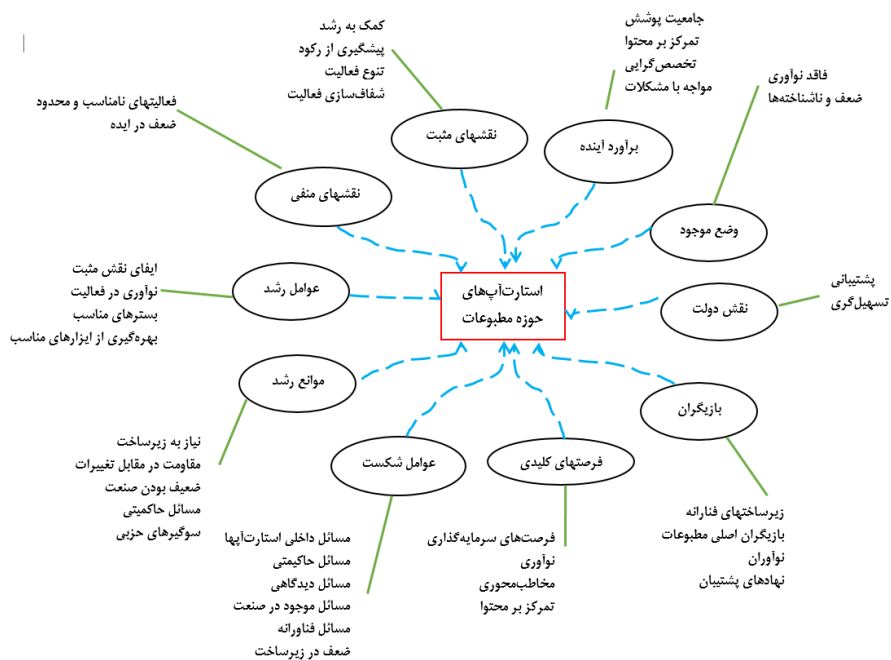 استارت‌آپ‌های
حوزه مطبوعات
برآورد آینده
جامعیت پوشش
تمرکز بر محتوا
تخصص‌گرایی
مواجه با مشکلات
وضع موجود
فاقد نوآوری
ضعف و ناشناخته‌ها
نقش دولت
پشتیبانی
تسهیل‌گری
بازیگران
زیرساختهای فنارانه
بازیگران اصلی مطبوعات
نوآوران
نهادهای پشتیبان
فرصتهای کلیدی
فرصت‌های سرمایه‌گذاری
نوآوری
مخاطب‌محوری
تمرکز بر محتوا
عوامل شکست
مسائل داخلی استارت‌آپها
مسائل حاکیمتی
مسائل دیدگاهی
مسائل موجود در صنعت
مسائل فناورانه
ضعف در زیرساخت
موانع رشد
نیاز به زیرساخت
مقاومت در مقابل تغییرات
ضعیف بودن صنعت
مسائل حاکمیتی
سوگیرهای حزبی
عوامل رشد
ایفای نقش مثبت
نوآوری در فعالیت
بسترهای مناسب
بهره‌گیری از ایزارهای مناسب
نقشهای منفی
فعالیتهای نامناسب و محدود
ضعف در ایده
نقشهای مثبت
کمک به رشد
پیشگیری از رکود
تنوع فعالیت
شفاف‌سازی فعالیت